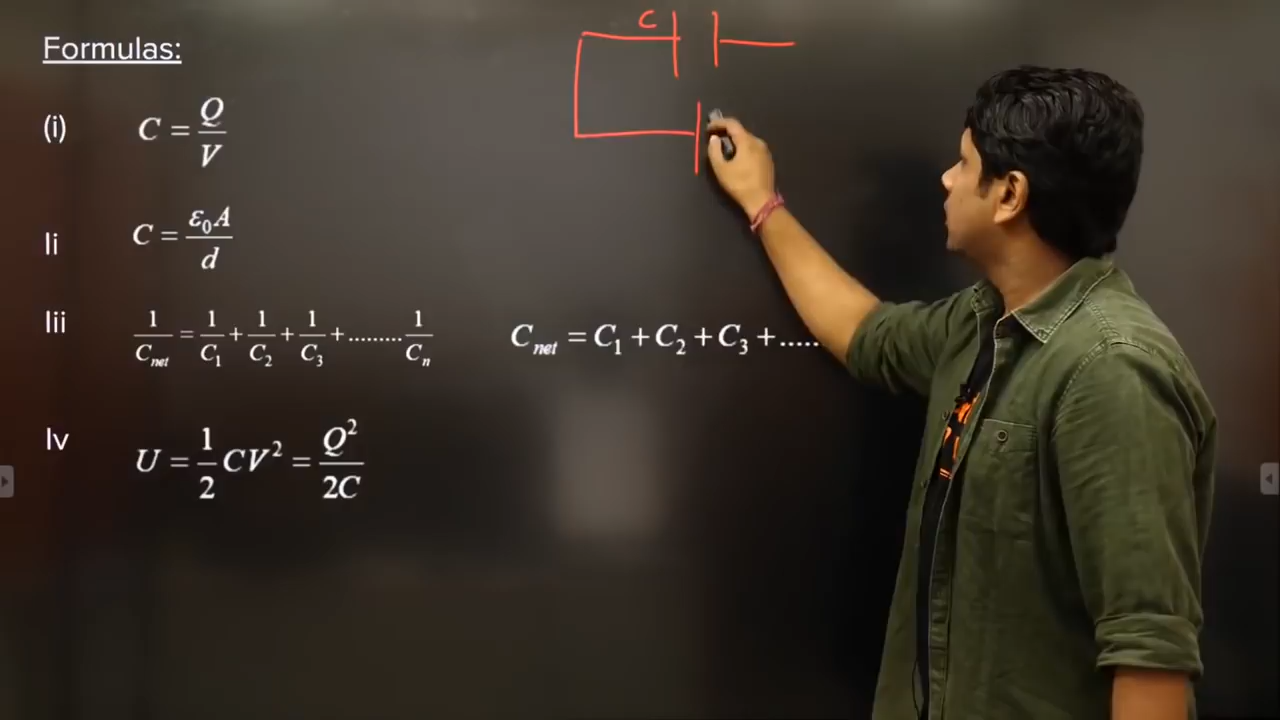 Formulas:
C
(i) C = Q/V
Ii C = ε₀A/d
Iii 1/C_net = 1/C₁ + 1/C₂ + 1/C₃ + ......... 1/C_n C_net = C₁ + C₂ + C₃ + .....
Iv U = 1/2 CV² = Q²/2C